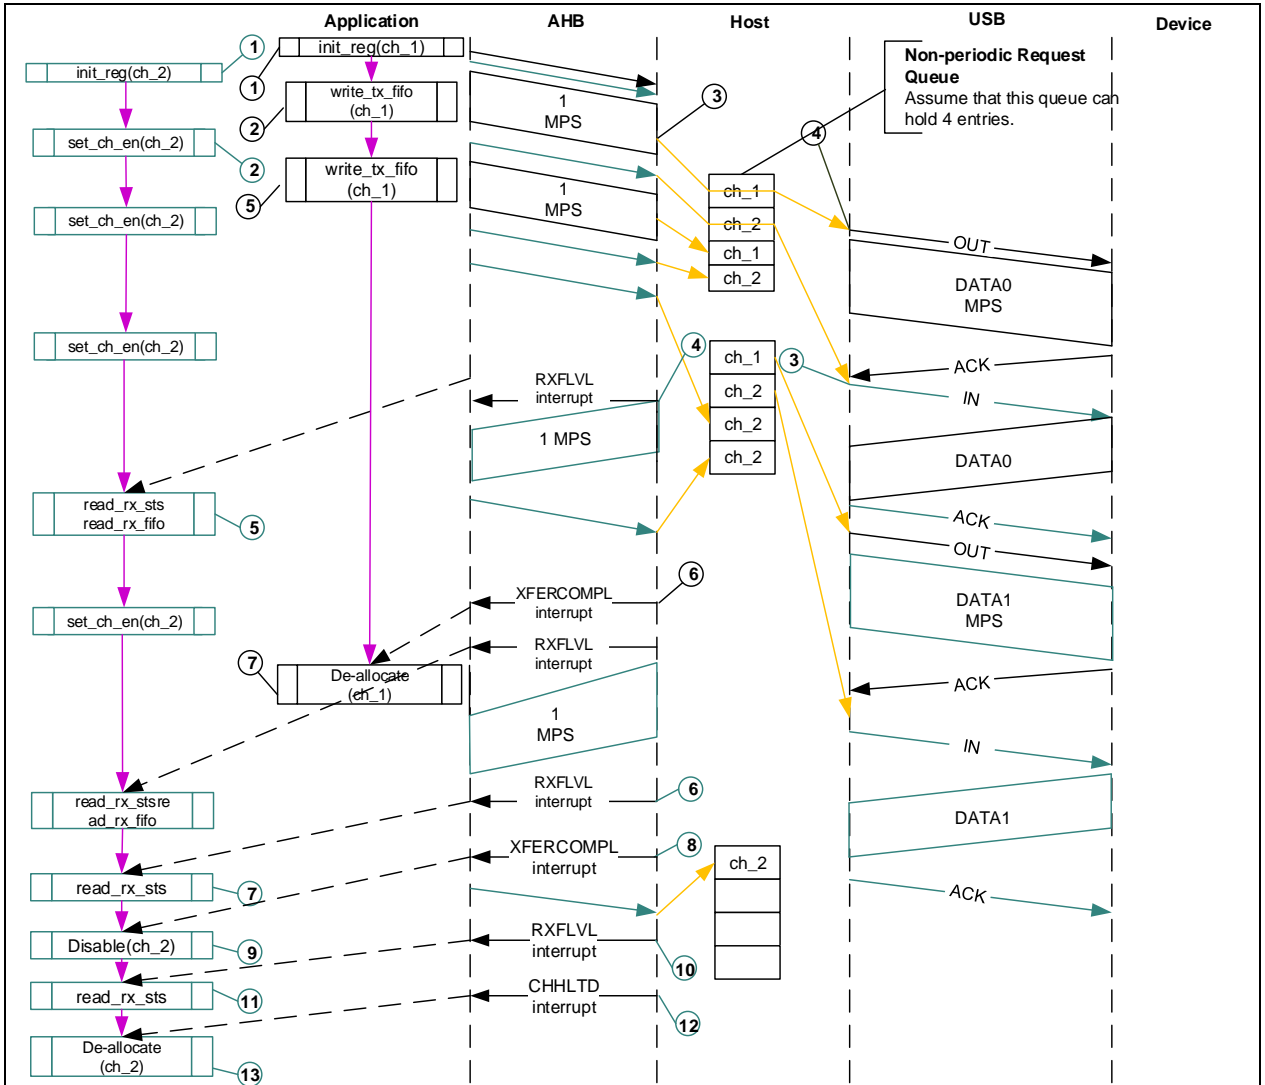 Application
AHB
Host
USB
Device
1
init_reg(ch_1)
init_reg(ch_2)
1
Non-periodic Request
Queue
Assume that this queue can
hold 4 entries.
write_tx_fifo
(ch_1)
2
1
MPS
3
4
set_ch_en(ch_2)
2
write_tx_fifo
(ch_1)
5
1
MPS
ch_1
ch_2
ch_1
ch_2
set_ch_en(ch_2)
OUT
DATA0
MPS
set_ch_en(ch_2)
4
ch_1
ch_2
ch_2
ch_2
3
ACK
IN
RXFLVL
interrupt
1 MPS
DATA0
read_rx_sts
read_rx_fifo
5
ACK
OUT
6
XFERCOMPL
interrupt
DATA1
MPS
set_ch_en(ch_2)
RXFLVL
interrupt
7
De-allocate
(ch_1)
ACK
1
MPS
IN
RXFLVL
interrupt
6
read_rx_stsre
ad_rx_fifo
DATA1
XFERCOMPL
interrupt
8
ch_2
read_rx_sts
7
ACK
Disable(ch_2)
9
RXFLVL
interrupt
10
read_rx_sts
11
CHHLTD
interrupt
12
De-allocate
(ch_2)
13